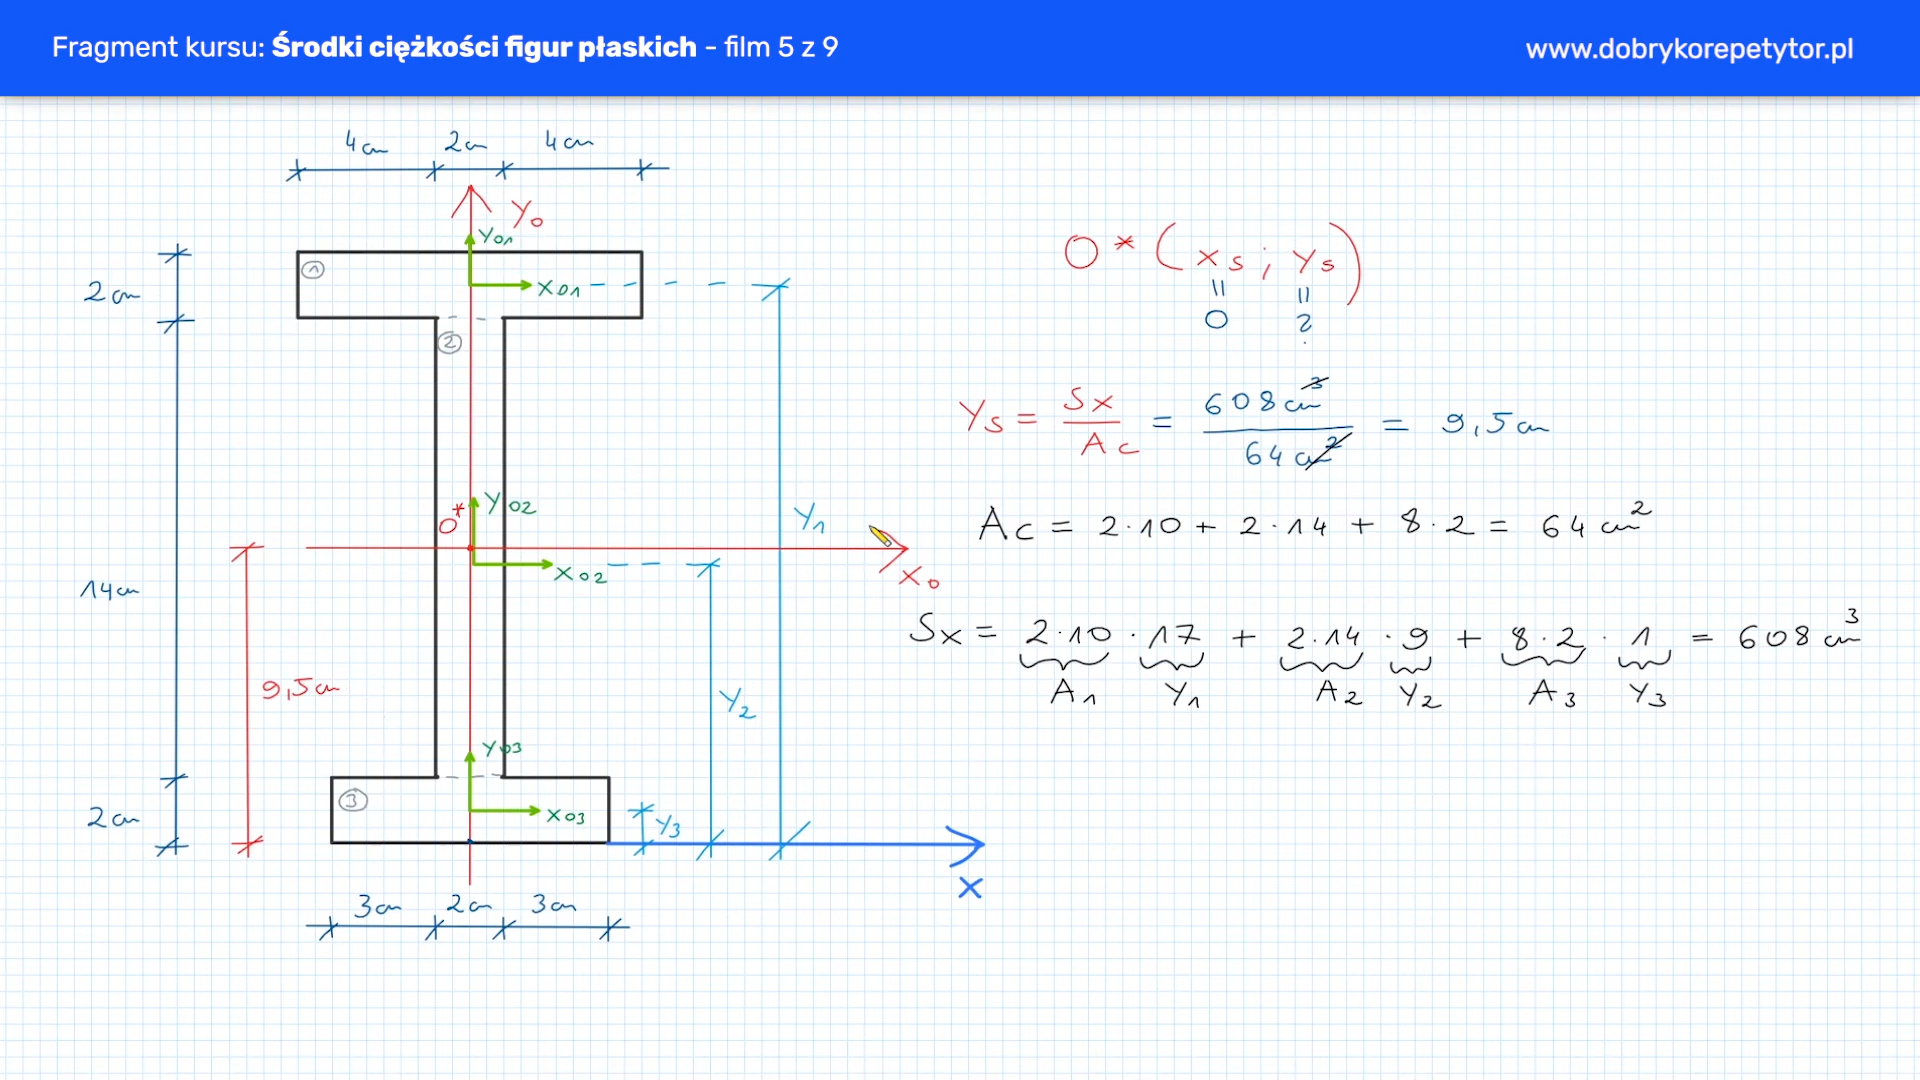 Fragment kursu: Środki ciężkości figur płaskich - film 5 z 9
www.dobrykorepetytor.pl
4cm 2cm 4cm
Y0
Y01
1
X01
2cm
2
O* (xs ; ys)
= =
0 ?
Ys = Sx / Ac = 608 cm³ / 64 cm² = 9,5 cm
Y02
O*
Y1
Ac = 2·10 + 2·14 + 8·2 = 64 cm²
X02
X0
14cm
Sx = 2·10 · 17 + 2·14 · 9 + 8·2 · 1 = 608 cm³
A1 Y1 A2 Y2 A3 Y3
9,5cm
Y2
Y03
3
X03
2cm
Y3
X
3cm 2cm 3cm